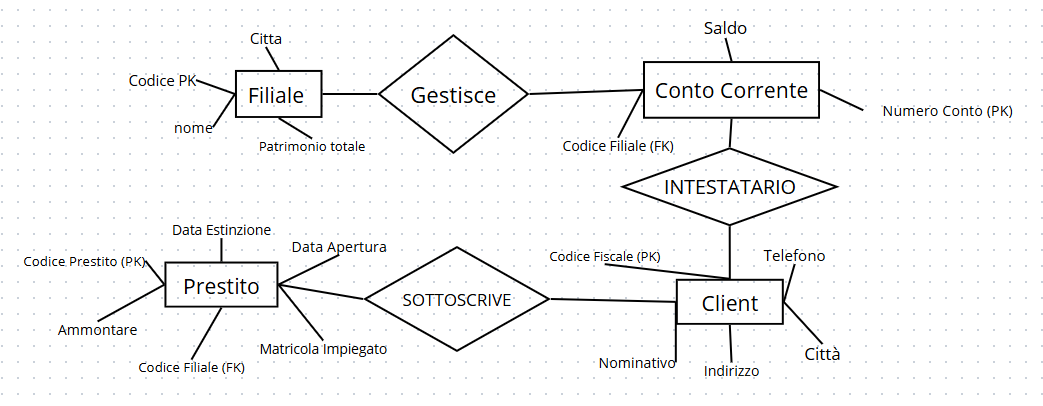 Citta
Codice PK
Filiale
nome
Patrimonio totale
Gestisce
Saldo
Conto Corrente
Numero Conto (PK)
Codice Filiale (FK)
INTESTATARIO
Data Estinzione
Data Apertura
Codice Prestito (PK)
Prestito
Ammontare
Codice Filiale (FK)
Matricola Impiegato
SOTTOSCRIVE
Codice Fiscale (PK)
Telefono
Client
Nominativo
Indirizzo
Città